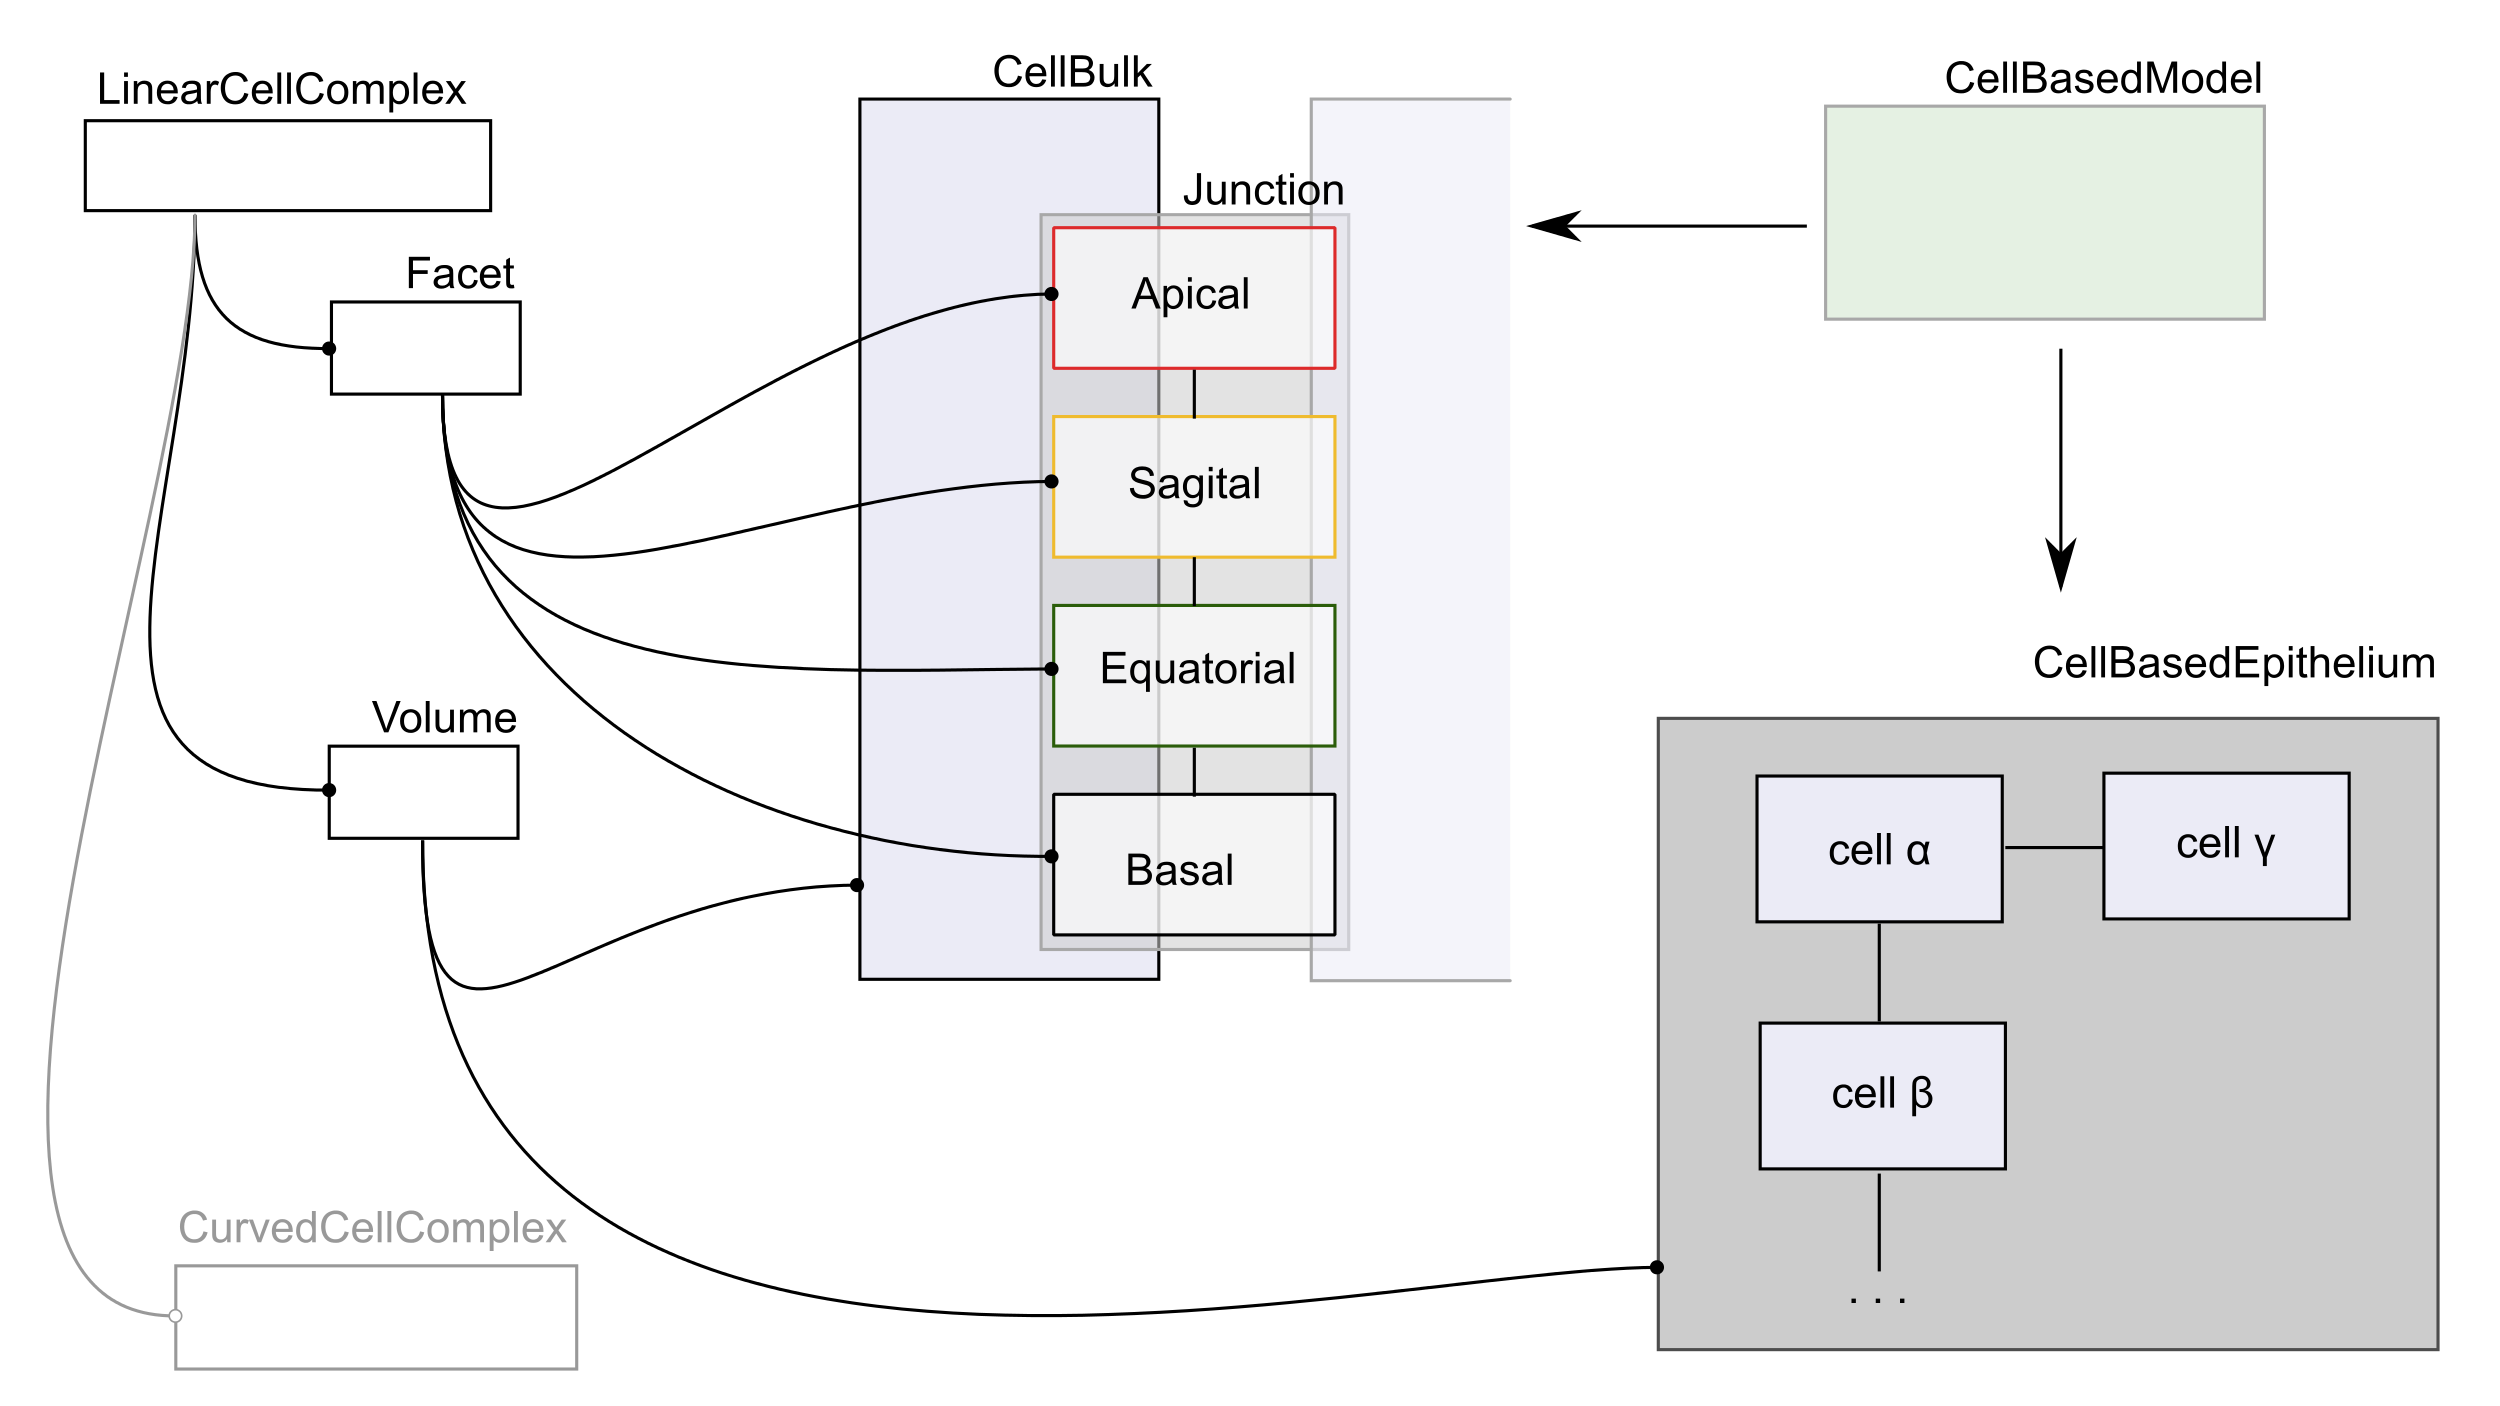 LinearCellComplex
CellBulk
CellBasedModel
Junction
Facet
Apical
Sagital
Equatorial
CellBasedEpithelium
Volume
Basal
cell α
cell γ
cell β
. . .
CurvedCellComplex